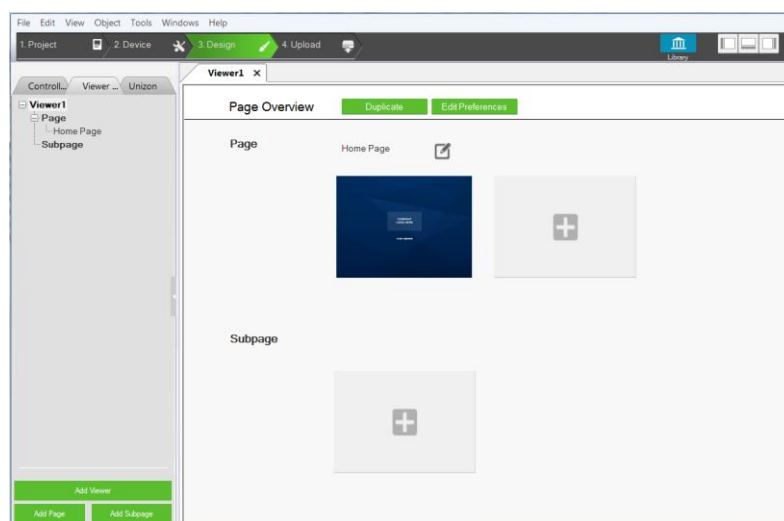 File Edit View Object Tools Windows Help
1. Project 2. Device 3. Design 4. Upload
Library
Viewer1 X
Controll... Viewer ... Unizon
Viewer1
Page
Home Page
Subpage
Page Overview Duplicate Edit Preferences
Page Home Page
Subpage
Add Viewer
Add Page Add Subpage